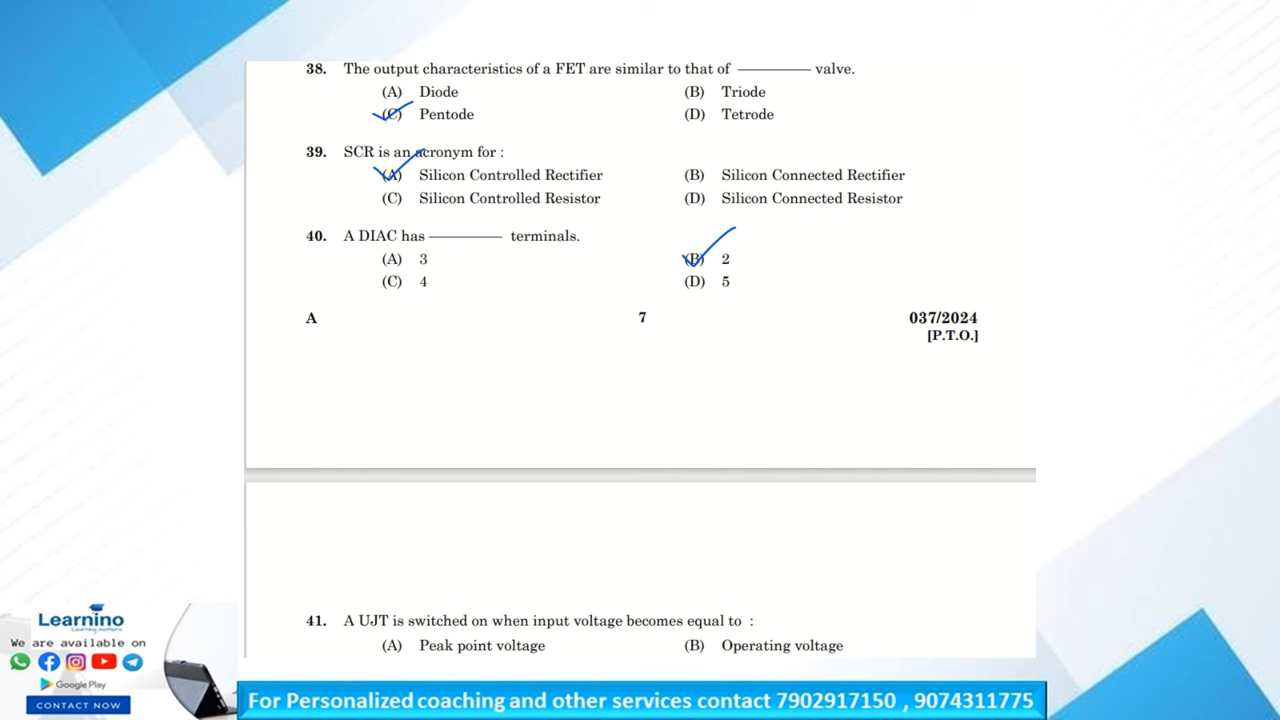 38. The output characteristics of a FET are similar to that of ———— valve.
(A) Diode (B) Triode
(C) Pentode (D) Tetrode
39. SCR is an acronym for :
(A) Silicon Controlled Rectifier (B) Silicon Connected Rectifier
(C) Silicon Controlled Resistor (D) Silicon Connected Resistor
40. A DIAC has ———— terminals.
(A) 3 (B) 2
(C) 4 (D) 5
A 7 037/2024
[P.T.O.]
41. A UJT is switched on when input voltage becomes equal to :
(A) Peak point voltage (B) Operating voltage
Learnino
Learning matters
We are available on
Google Play
CONTACT NOW
For Personalized coaching and other services contact 7902917150 , 9074311775